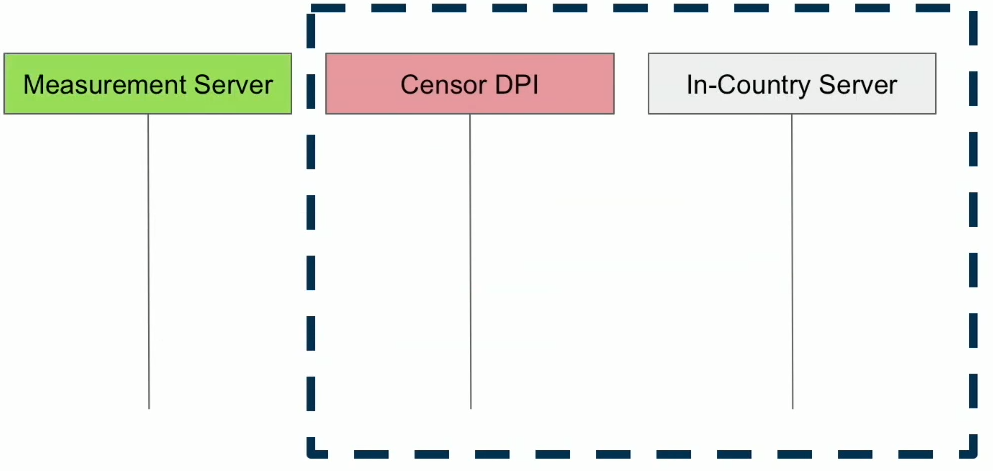 Measurement Server
Censor DPI
In-Country Server